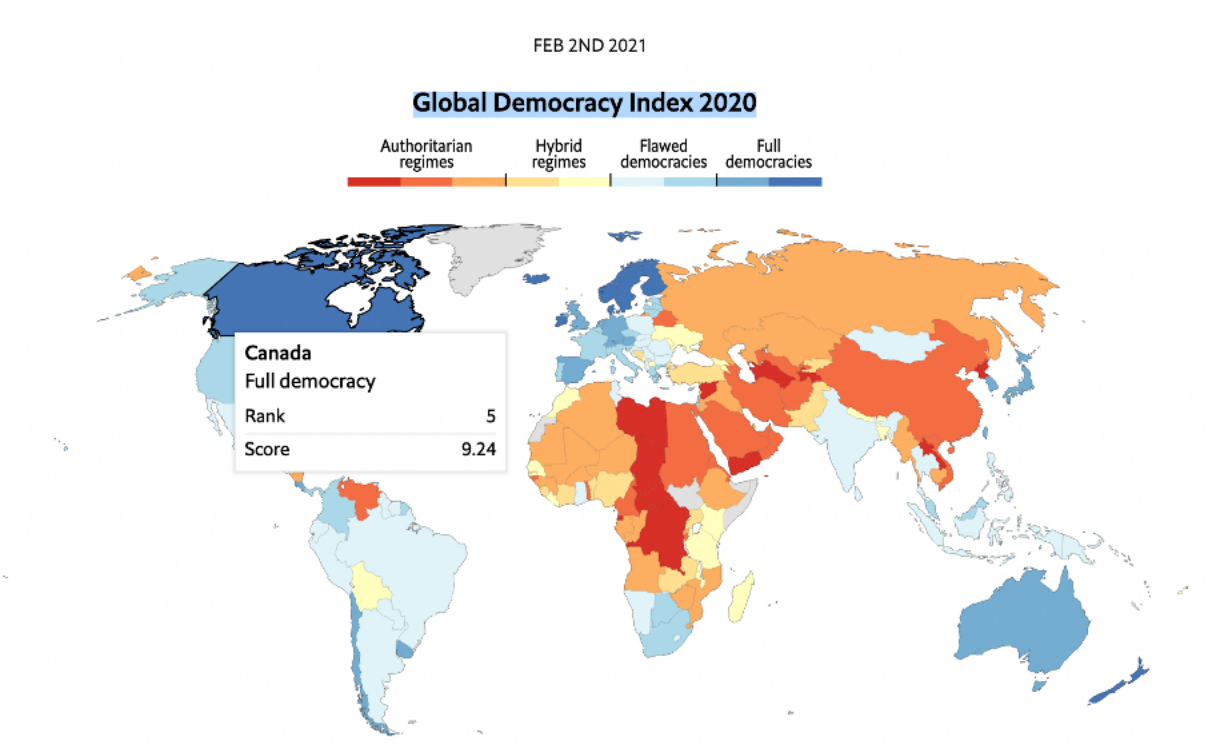 FEB 2ND 2021
Global Democracy Index 2020
Authoritarian
regimes
Hybrid
regimes
Flawed
democracies
Full
democracies
Canada
Full democracy
Rank 5
Score 9.24